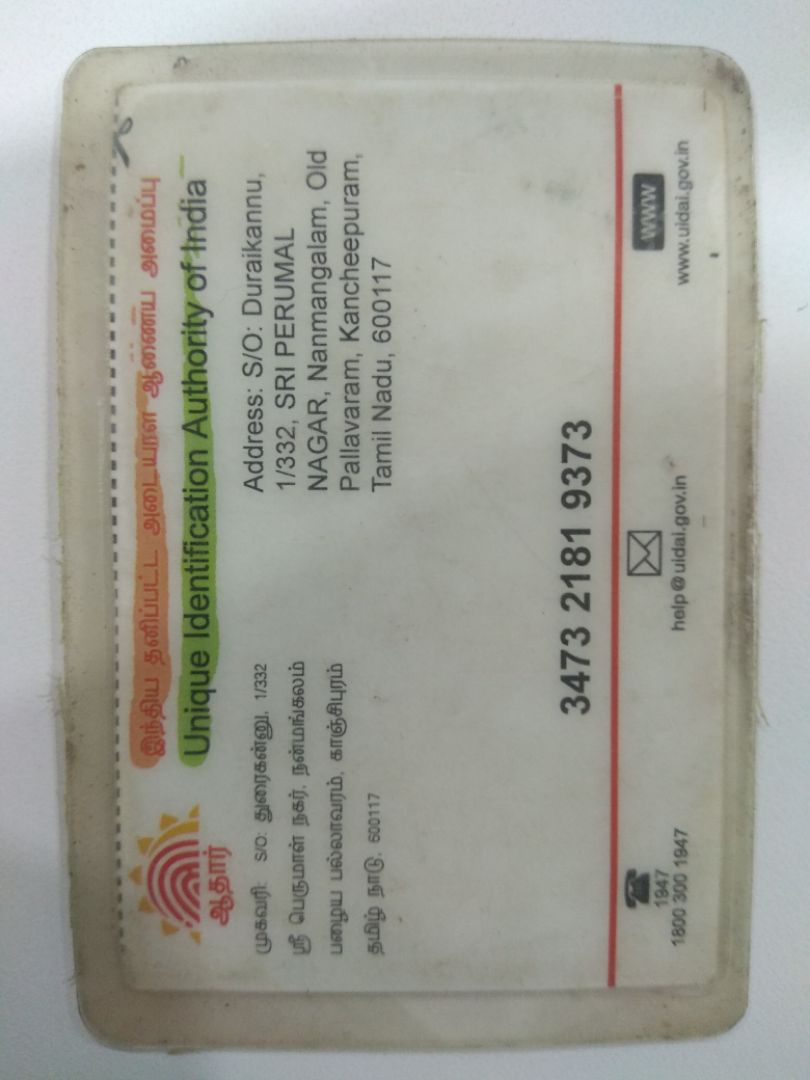 இந்திய தனிப்பட்ட அடையாள ஆணைய அமைப்பு
Unique Identification Authority of India
ஆதார்
முகவரி: S/O: துரைகன்னு, 1/332
ஸ்ரீ பெருமாள் நகர், நன்மங்கலம்
பழைய பல்லாவரம், காஞ்சிபுரம்
தமிழ் நாடு, 600117
Address: S/O: Duraikannu,
1/332, SRI PERUMAL
NAGAR, Nanmangalam, Old
Pallavaram, Kancheepuram,
Tamil Nadu, 600117
3473 2181 9373
1947
1800 300 1947
help@uidai.gov.in
WWW
www.uidai.gov.in